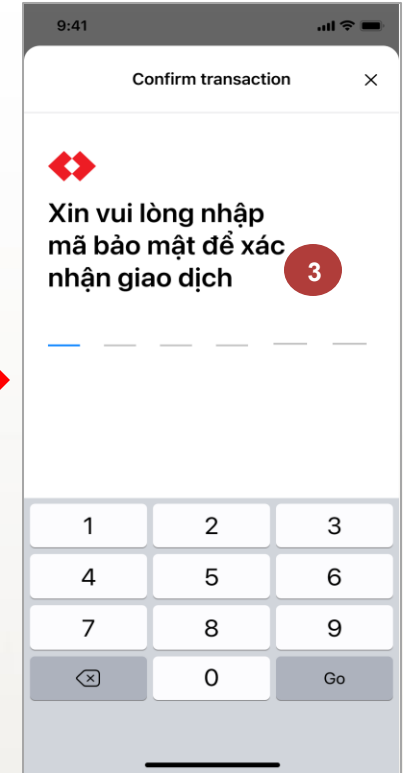 9:41
Confirm transaction
Xin vui lòng nhập
mã bảo mật để xác
nhận giao dịch
3
1 2 3
4 5 6
7 8 9
0 Go